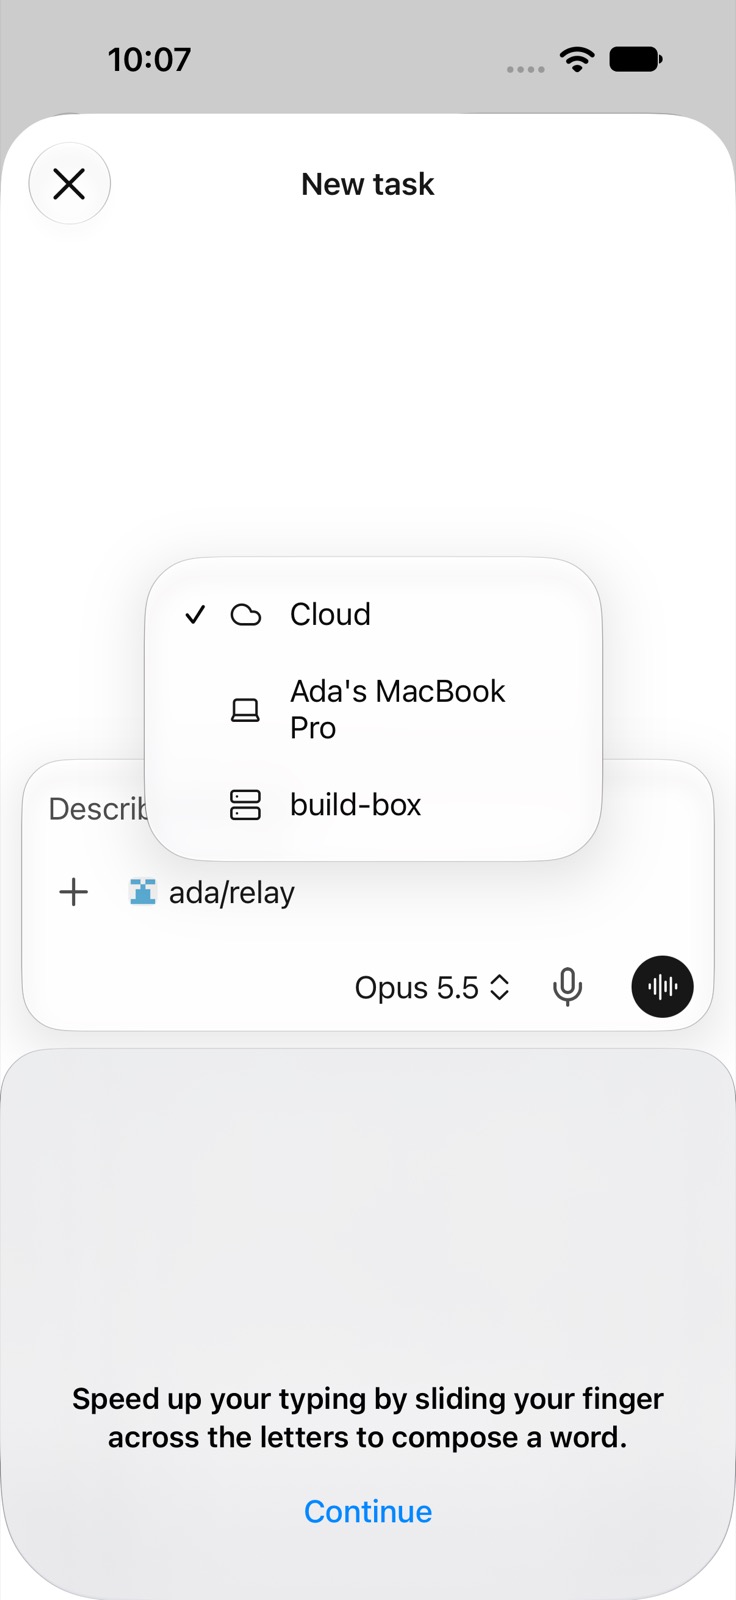 10:07
New task
Cloud
Ada's MacBook
Pro
build-box
ada/relay
Opus 5.5
Speed up your typing by sliding your finger
across the letters to compose a word.
Continue